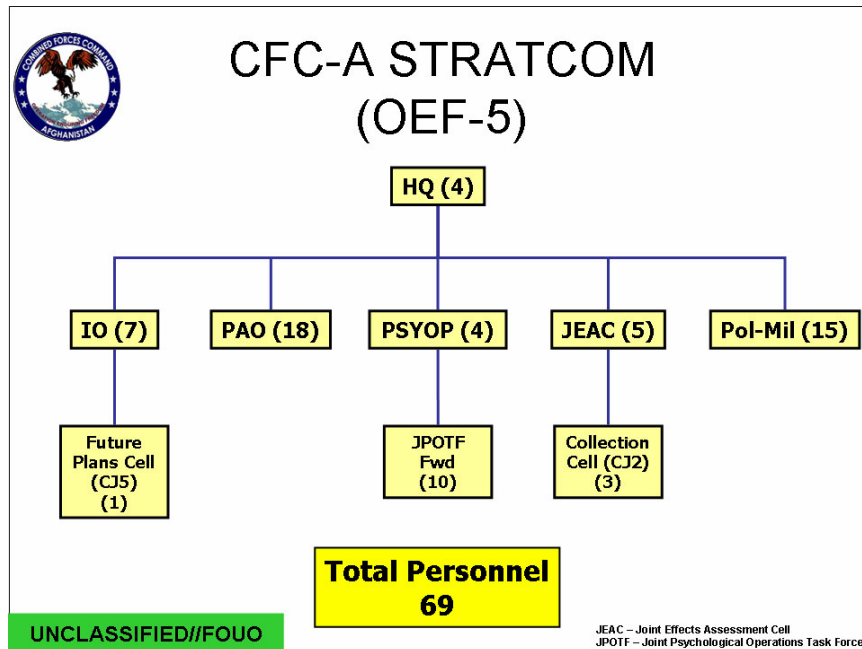 COMBINED FORCES COMMAND
AFGHANISTAN
CFC-A STRATCOM
(OEF-5)
HQ (4)
IO (7)
PAO (18)
PSYOP (4)
JEAC (5)
Pol-Mil (15)
Future
Plans Cell
(CJ5)
(1)
JPOTF
Fwd
(10)
Collection
Cell (CJ2)
(3)
Total Personnel
69
UNCLASSIFIED//FOUO
JEAC – Joint Effects Assessment Cell
JPOTF – Joint Psychological Operations Task Force